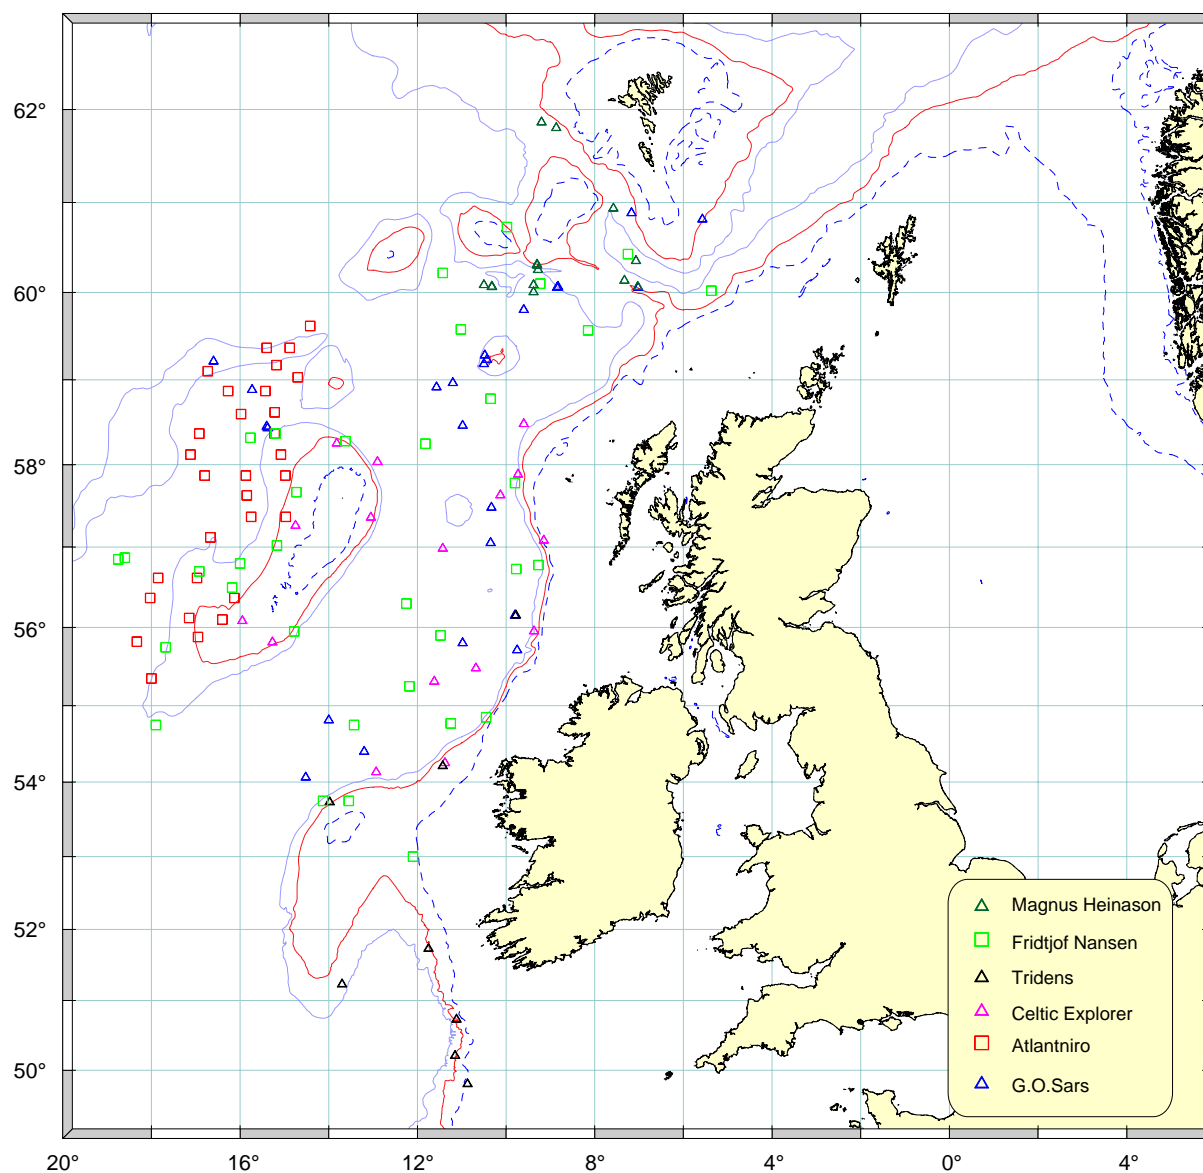 62°
60°
58°
56°
54°
52°
50°
Magnus Heinason
Fridtjof Nansen
Tridens
Celtic Explorer
Atlantniro
G.O.Sars
20° 16° 12° 8° 4° 0° 4°